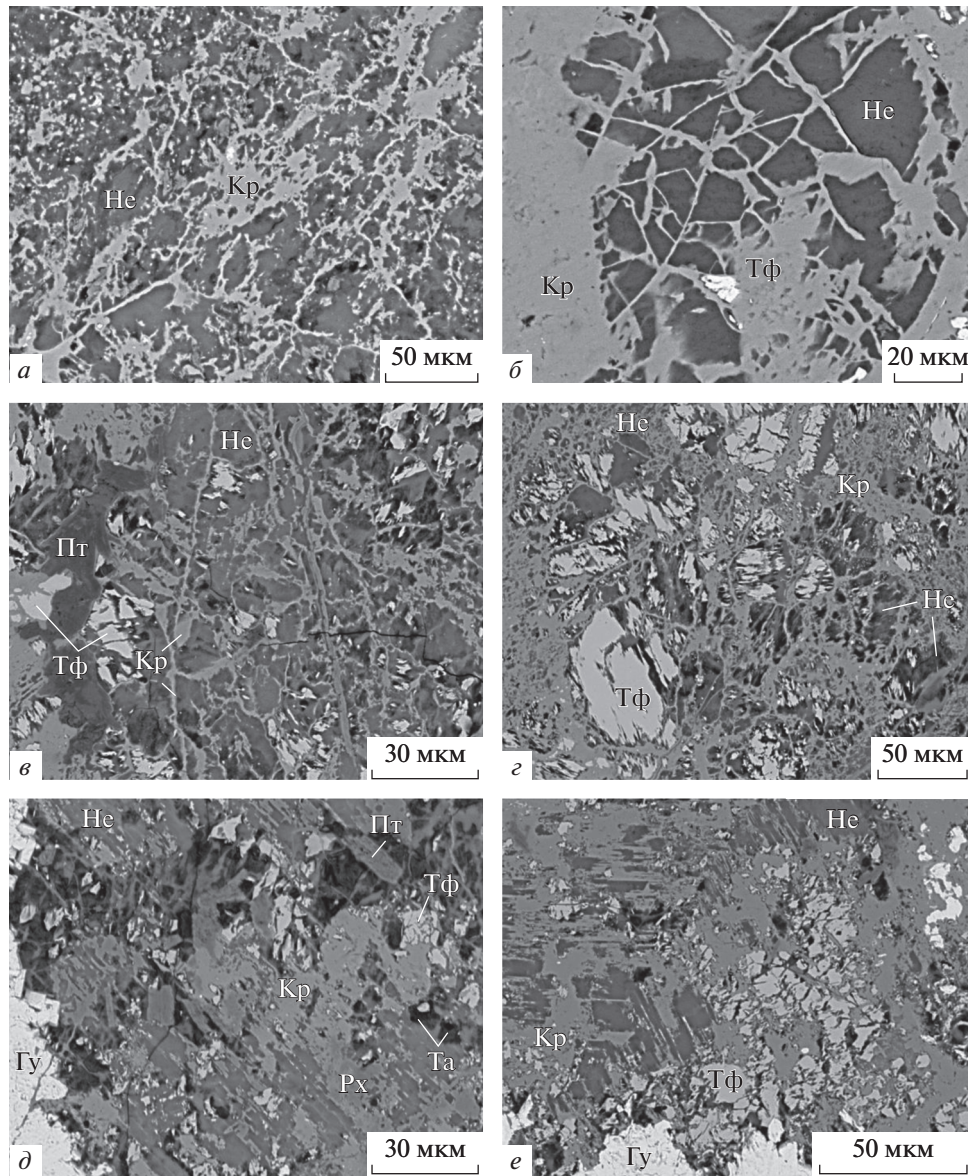 Не
Кр
а
50 мкм
Не
Тф
Кр
б
20 мкм
Не
Пт
Тф
Кр
в
30 мкм
Не
Кр
Не
Тф
г
50 мкм
Не
Пт
Тф
Кр
Та
Гу
Рх
д
30 мкм
Не
Кр
Тф
Гу
е
50 мкм